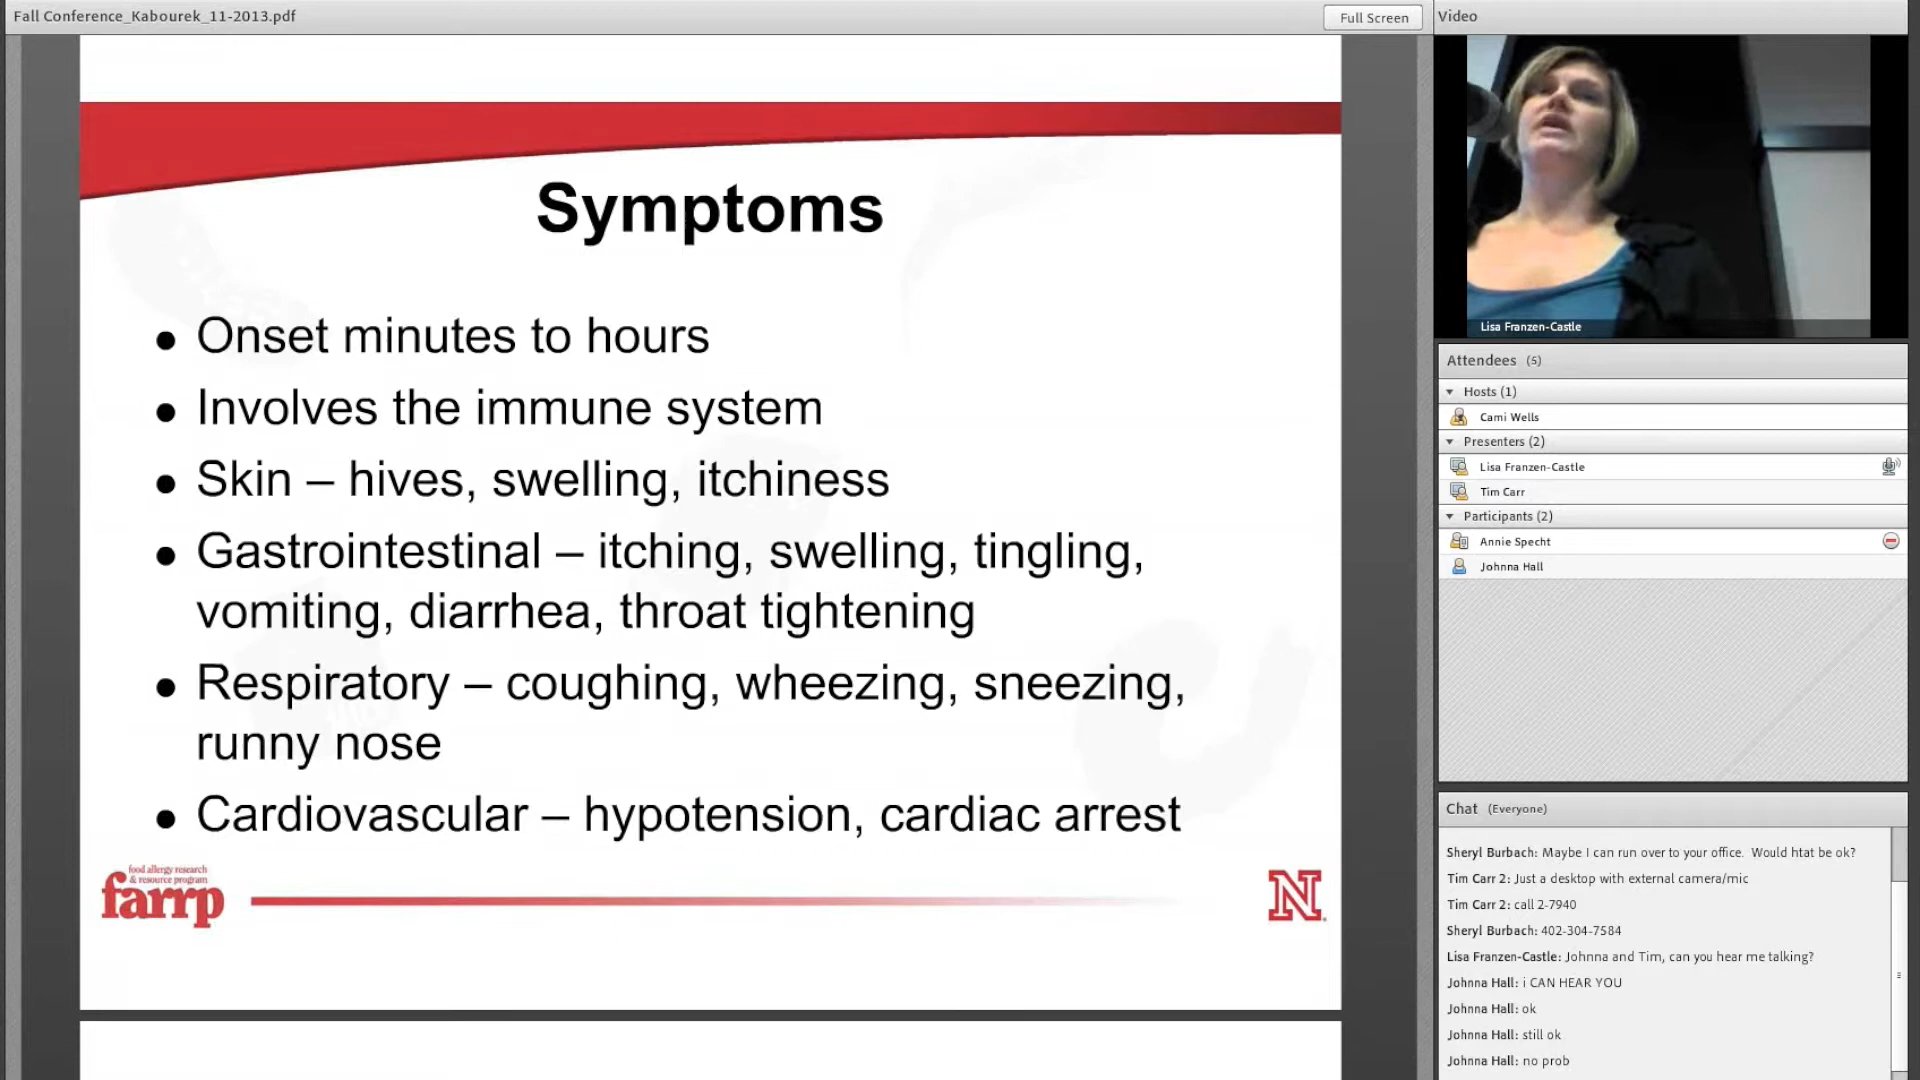 Fall Conference_Kabourek_11-2013.pdf
Full Screen
Symptoms
● Onset minutes to hours
● Involves the immune system
● Skin – hives, swelling, itchiness
● Gastrointestinal – itching, swelling, tingling,
vomiting, diarrhea, throat tightening
● Respiratory – coughing, wheezing, sneezing,
runny nose
● Cardiovascular – hypotension, cardiac arrest
food allergy research
& resource program
farrp
N
Video
Lisa Franzen-Castle
Attendees (5)
Hosts (1)
Cami Wells
Presenters (2)
Lisa Franzen-Castle
Tim Carr
Participants (2)
Annie Specht
Johnna Hall
Chat (Everyone)
Sheryl Burbach: Maybe I can run over to your office. Would htat be ok?
Tim Carr 2: Just a desktop with external camera/mic
Tim Carr 2: call 2-7940
Sheryl Burbach: 402-304-7584
Lisa Franzen-Castle: Johnna and Tim, can you hear me talking?
Johnna Hall: i CAN HEAR YOU
Johnna Hall: ok
Johnna Hall: still ok
Johnna Hall: no prob